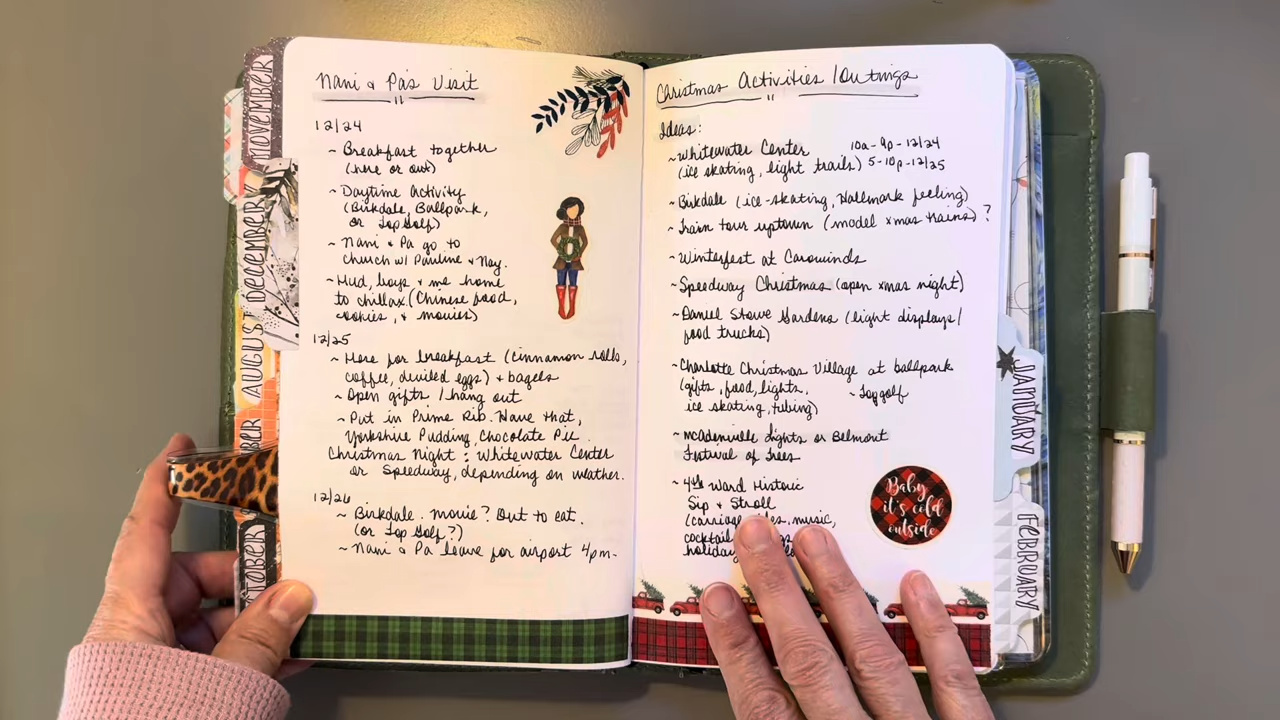 Nani & Pa's Visit
12/24
~ Breakfast together
(here or out)
~ Daytime Activity
(Birkdale, Ballpark,
or Top Golf)
~ Nani & Pa go to
church w/ Pauline & Nay.
~ Hud, boys & me home
to chillax (Chinese food,
cookies, & movies)
12/25
~ Here for breakfast (cinnamon rolls,
coffee, deviled eggs) + bagels
~ Open gifts / hang out
~ Put in Prime Rib. Have that,
Yorkshire Pudding, Chocolate Pie.
Christmas Night: Whitewater Center
or Speedway, depending on weather.
12/26
~ Birkdale. Movie? Out to eat.
(or Top Golf?)
~ Nani & Pa leave for airport 4pm-
Christmas Activities / Outings
Ideas:
~ Whitewater Center 10a-9p-12/24
(ice skating, light trails) 5-10p-12/25
~ Birkdale (ice-skating, Hallmark feeling)
~ Train tour uptown (model xmas trains) ?
~ Winterfest at Carowinds
~ Speedway Christmas (open xmas night)
~ Daniel Stowe Gardens (light displays/
food trucks)
~ Charlotte Christmas Village at ballpark
(gifts, food, lights, ~ Topgolf
ice skating, tubing)
~ McAdenville Lights or Belmont
Festival of Trees
~ 4th Ward Historic
Sip & Stroll
(carriage music,
holiday
Baby
it's cold
outside
NOVEMBER
DECEMBER
AUGUST
JANUARY
FEBRUARY